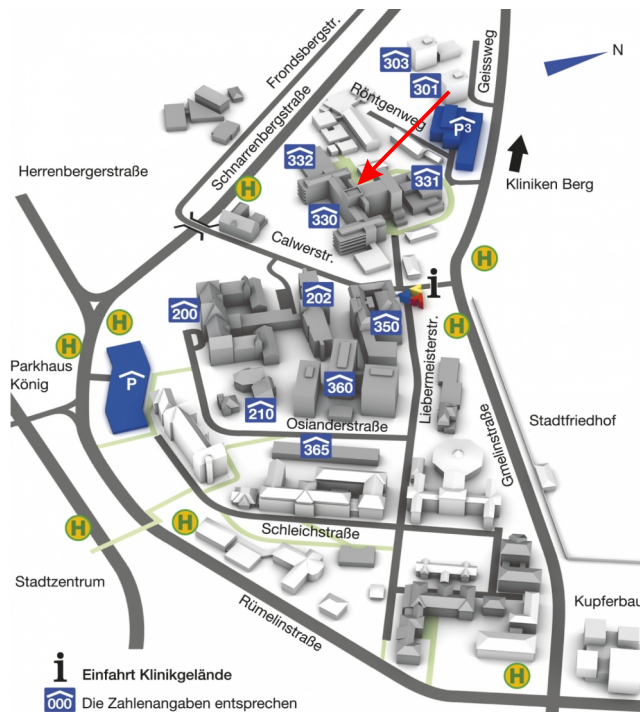 Frondsbergstr.
303
301
Geissweg
N
Röntgenweg
P3
Schnarrenbergstraße
332
331
Kliniken Berg
Herrenbergerstraße
H
330
Calwerstr.
H
i
200
202
350
H
H
H
Liebermeisterstr.
Parkhaus
König
P
360
210
Osianderstraße
Gmelinstraße
Stadtfriedhof
365
H
H
Schleichstraße
Stadtzentrum
Rümelinstraße
Kupferbau
H
i Einfahrt Klinikgelände
000 Die Zahlenangaben entsprechen